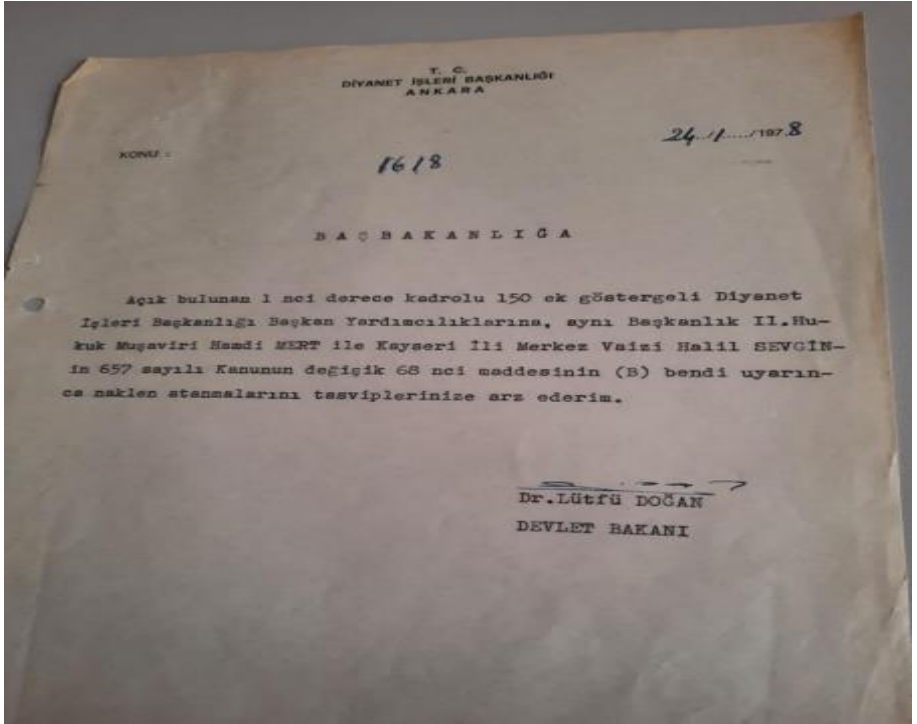 T. C.
DİYANET İŞLERİ BAŞKANLIĞI
ANKARA
24../...../197.8
KONU :
1618
BAŞBAKANLIĞA
Açık bulunan 1 nci derece kadrolu 150 ek göstergeli Diyanet
İşleri Başkanlığı Başkan Yardımcılıklarına, aynı Başkanlık II.Hu-
kuk Muşaviri Hamdi MERT ile Kayseri İli Merkez Vaizi Halil SEVGİN-
in 657 sayılı Kanunun değişik 68 nci maddesinin (B) bendi uyarın-
ca naklen atanmalarını tasviplerinize arz ederim.
Dr.Lütfü DOĞAN
DEVLET BAKANI